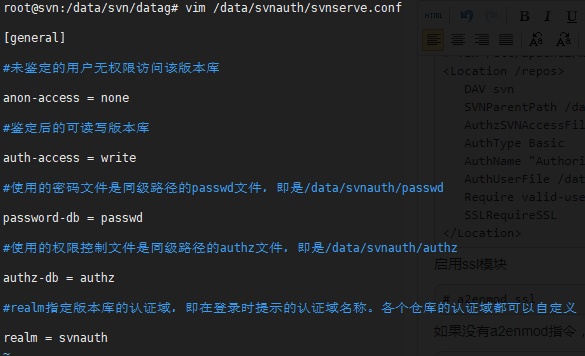 root@svn:/data/svn/datag# vim /data/svnauth/svnserve.conf
[general]
#未鉴定的用户无权限访问该版本库
anon-access = none
#鉴定后的可读写版本库
auth-access = write
#使用的密码文件是同级路径的passwd文件，即是/data/svnauth/passwd
password-db = passwd
#使用的权限控制文件是同级路径的authz文件，即是/data/svnauth/authz
authz-db = authz
#realm指定版本库的认证域，即在登录时提示的认证域名称。各个仓库的认证域都可以自定义
realm = svnauth
~
HTML
B I U
<Location /repos>
DAV svn
SVNParentPath /da
AuthzSVNAccessFil
AuthType Basic
AuthName "Authori
AuthUserFile /dat
Require valid-use
SSLRequireSSL
</Location>
启用ssl模块
# a2enmod ssl
如果没有a2enmod指令